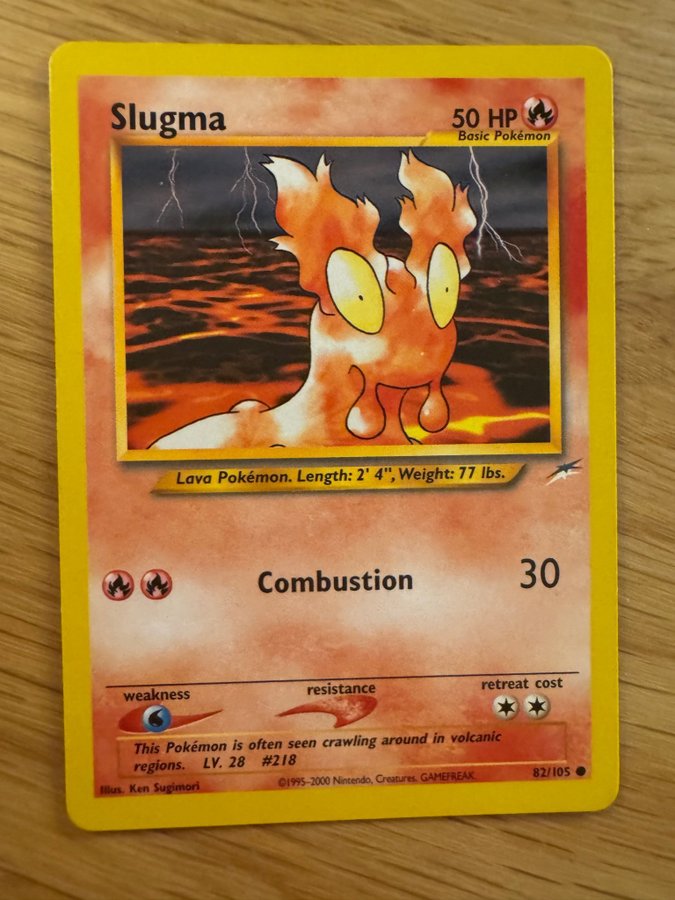 Slugma
50 HP
Basic Pokémon
Lava Pokémon. Length: 2' 4", Weight: 77 lbs.
Combustion 30
weakness
resistance
retreat cost
This Pokémon is often seen crawling around in volcanic
regions. LV. 28 #218
Illus. Ken Sugimori
©1995–2000 Nintendo, Creatures, GAMEFREAK.
82/105